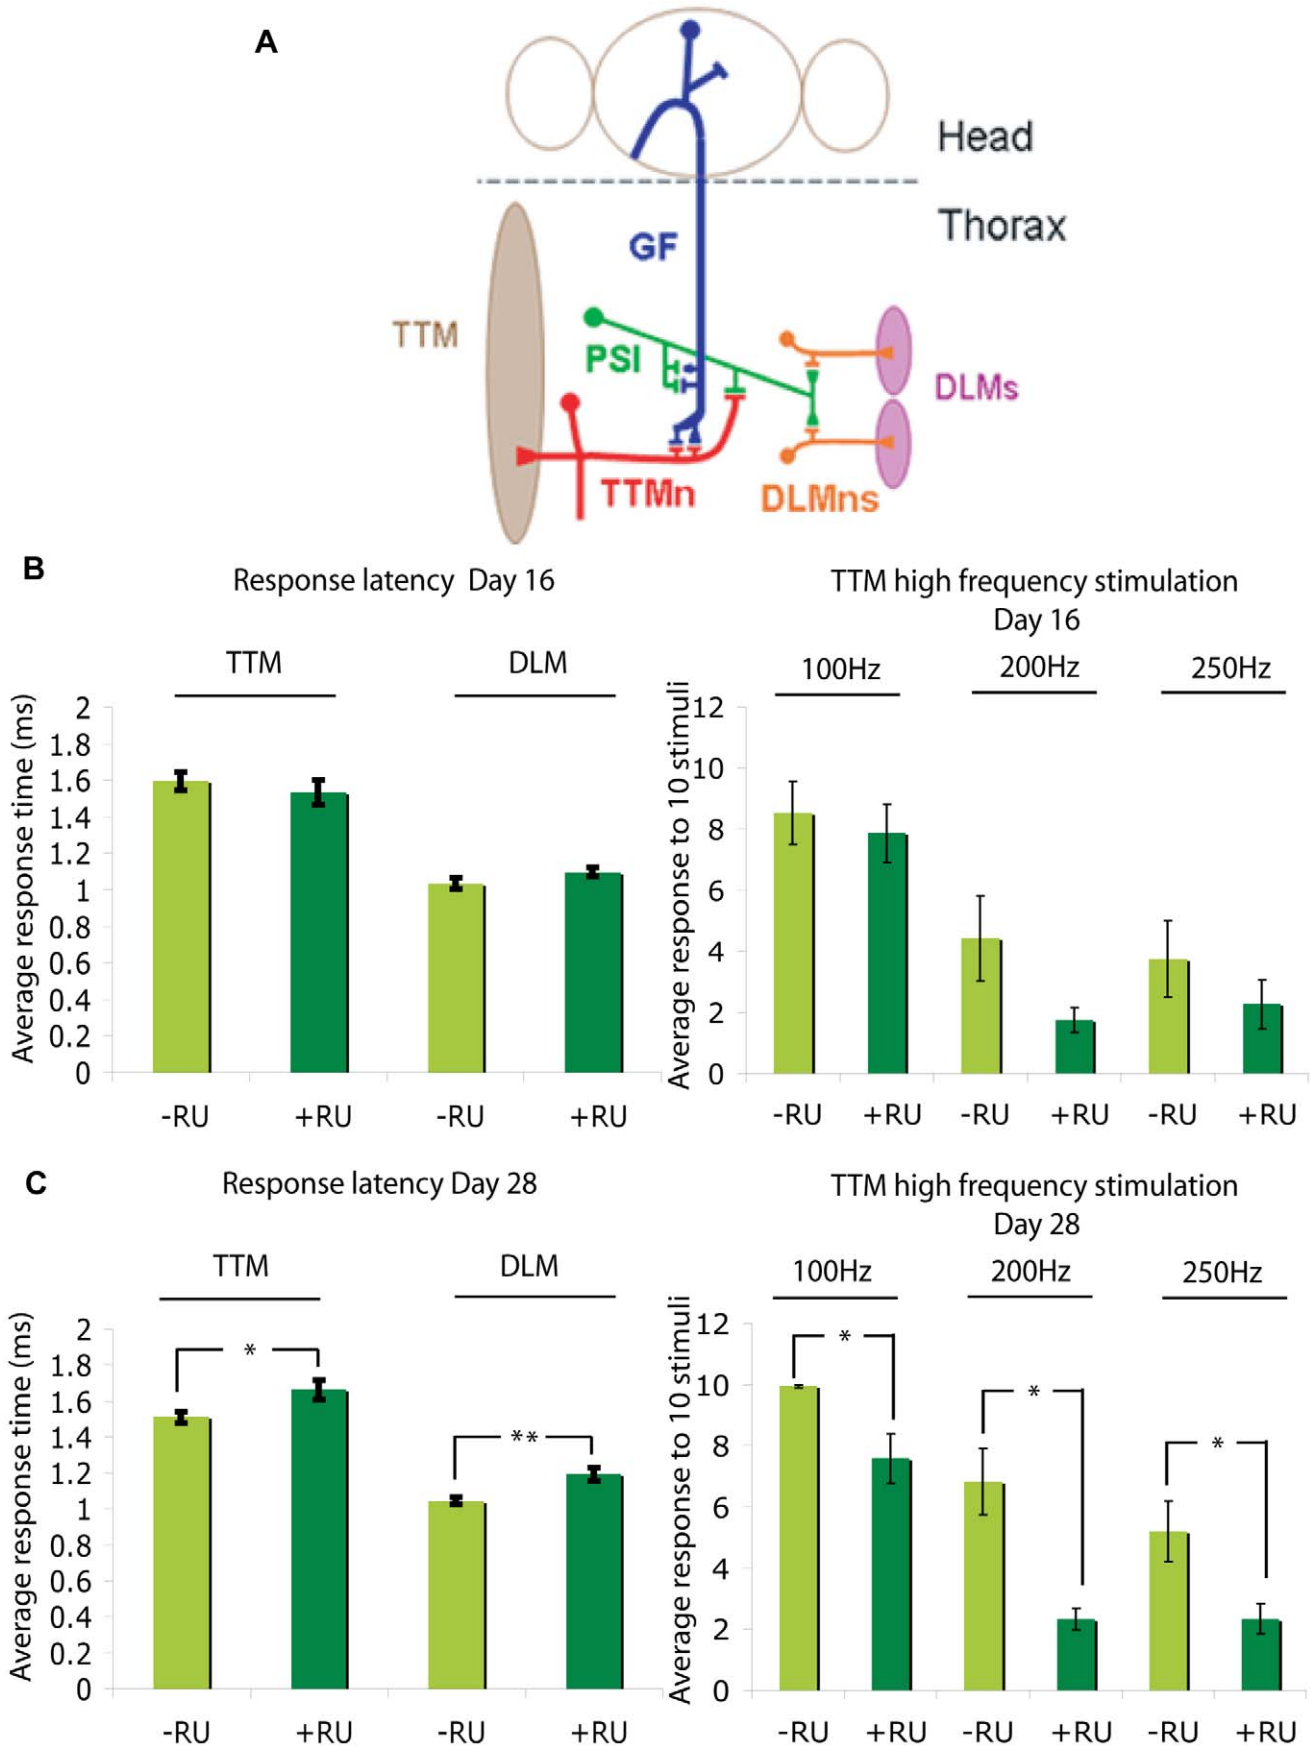 A
Head
Thorax
GF
TTM
PSI
DLMs
TTMn
DLMns
B
Response latency Day 16
TTM DLM
Average response time (ms)
2
1.8
1.6
1.4
1.2
1
0.8
0.6
0.4
0.2
0
-RU +RU -RU +RU
TTM high frequency stimulation
Day 16
100Hz 200Hz 250Hz
Average response to 10 stimuli
12
10
8
6
4
2
0
-RU +RU -RU +RU -RU +RU
C
Response latency Day 28
TTM DLM
Average response time (ms)
2
1.8
1.6
1.4
1.2
1
0.8
0.6
0.4
0.2
0
* **
-RU +RU -RU +RU
TTM high frequency stimulation
Day 28
100Hz 200Hz 250Hz
Average response to 10 stimuli
12
10
8
6
4
2
0
* * *
-RU +RU -RU +RU -RU +RU